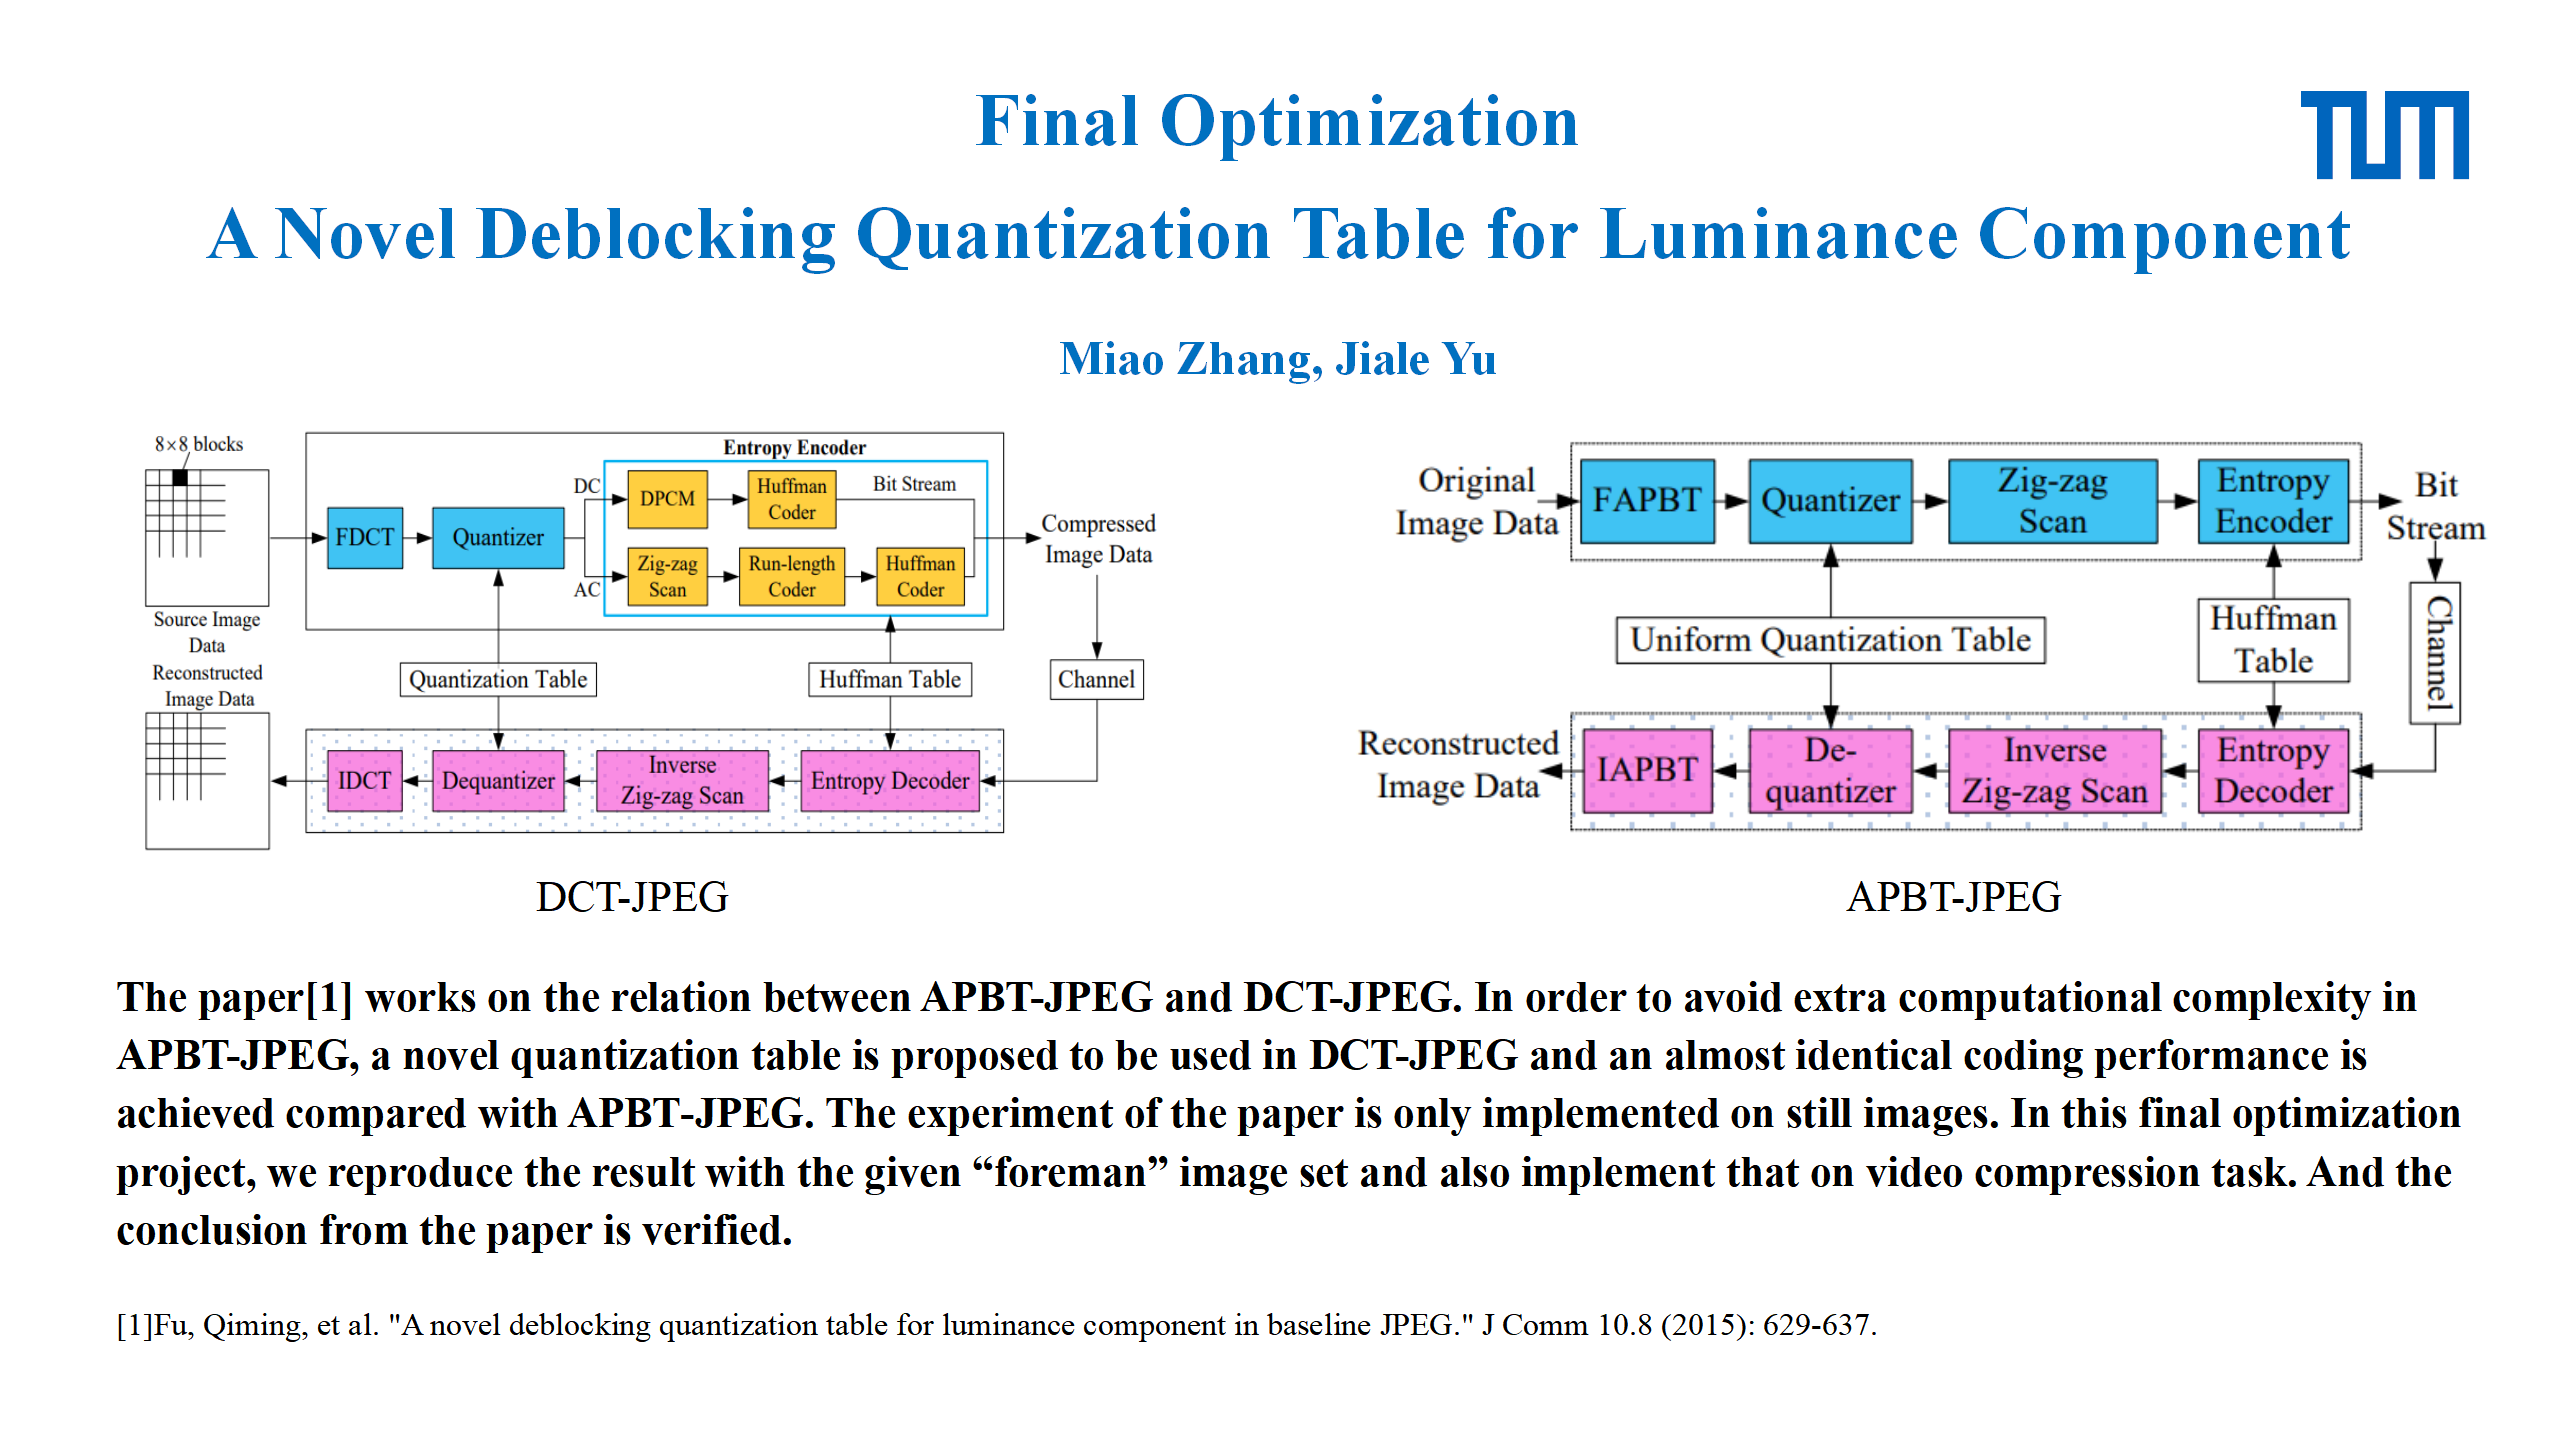 Final Optimization
TUM
A Novel Deblocking Quantization Table for Luminance Component
Miao Zhang, Jiale Yu
8×8 blocks
Source Image
Data
Reconstructed
Image Data
Entropy Encoder
FDCT
Quantizer
DC
AC
DPCM
Huffman
Coder
Bit Stream
Zig-zag
Scan
Run-length
Coder
Huffman
Coder
Compressed
Image Data
Quantization Table
Huffman Table
Channel
IDCT
Dequantizer
Inverse
Zig-zag Scan
Entropy Decoder
DCT-JPEG
Original
Image Data
FAPBT
Quantizer
Zig-zag
Scan
Entropy
Encoder
Bit
Stream
Uniform Quantization Table
Huffman
Table
Channel
Reconstructed
Image Data
IAPBT
De-
quantizer
Inverse
Zig-zag Scan
Entropy
Decoder
APBT-JPEG
The paper[1] works on the relation between APBT-JPEG and DCT-JPEG. In order to avoid extra computational complexity in
APBT-JPEG, a novel quantization table is proposed to be used in DCT-JPEG and an almost identical coding performance is
achieved compared with APBT-JPEG. The experiment of the paper is only implemented on still images. In this final optimization
project, we reproduce the result with the given “foreman” image set and also implement that on video compression task. And the
conclusion from the paper is verified.
[1]Fu, Qiming, et al. "A novel deblocking quantization table for luminance component in baseline JPEG." J Comm 10.8 (2015): 629-637.